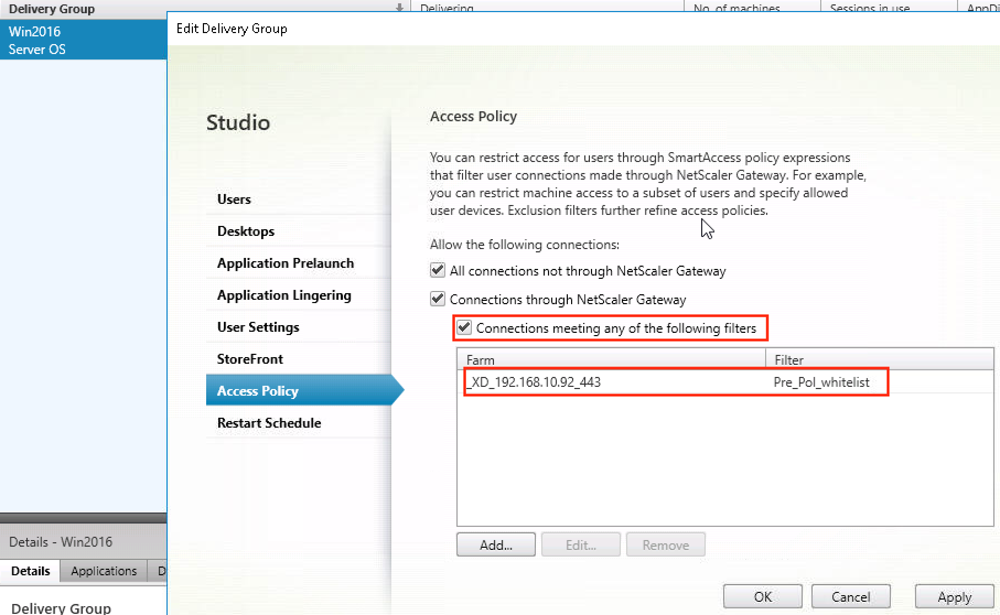 Delivery Group
Delivering
No. of machines
Sessions in use
AppDi
Win2016
Server OS
Edit Delivery Group
Studio
Users
Desktops
Application Prelaunch
Application Lingering
User Settings
StoreFront
Access Policy
Restart Schedule
Access Policy
You can restrict access for users through SmartAccess policy expressions
that filter user connections made through NetScaler Gateway. For example,
you can restrict machine access to a subset of users and specify allowed
user devices. Exclusion filters further refine access policies.
Allow the following connections:
All connections not through NetScaler Gateway
Connections through NetScaler Gateway
Connections meeting any of the following filters
Farm Filter
_XD_192.168.10.92_443 Pre_Pol_whitelist
Add... Edit... Remove
OK Cancel Apply
Details - Win2016
Details Applications D
Delivery Group